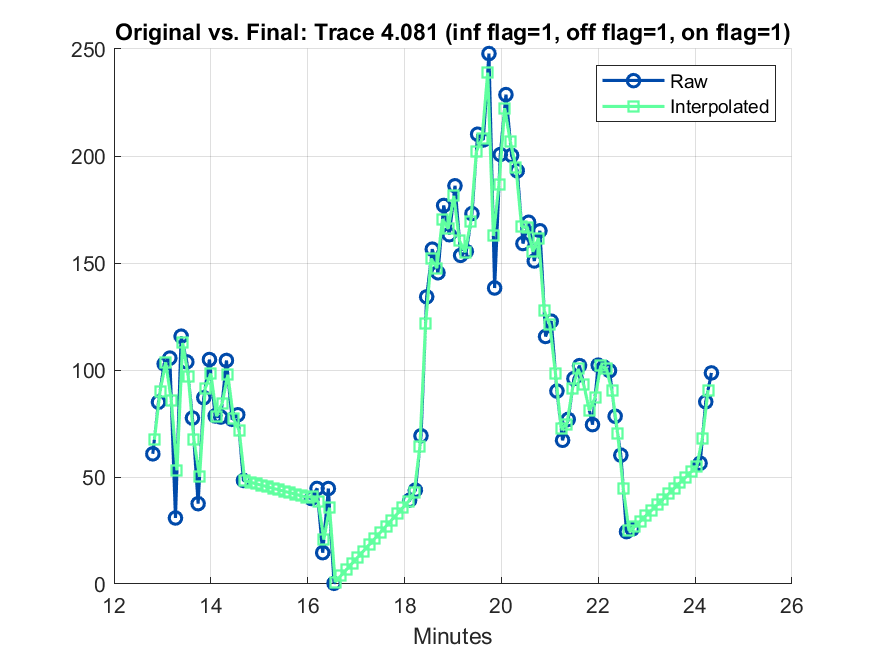 Original vs. Final: Trace 4.081 (inf flag=1, off flag=1, on flag=1)
250
200
150
100
50
0
Raw
Interpolated
12 14 16 18 20 22 24 26
Minutes